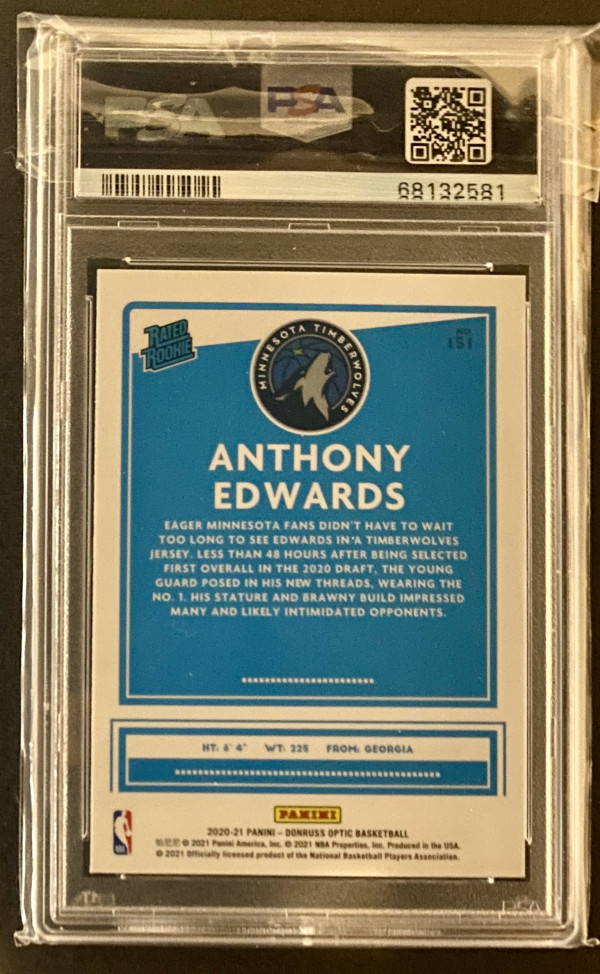 PSA
PSA
68132581
RATED
ROOKIE
MINNESOTA TIMBERWOLVES
NO.
151
ANTHONY
EDWARDS
EAGER MINNESOTA FANS DIDN'T HAVE TO WAIT
TOO LONG TO SEE EDWARDS IN A TIMBERWOLVES
JERSEY. LESS THAN 48 HOURS AFTER BEING SELECTED
FIRST OVERALL IN THE 2020 DRAFT, THE YOUNG
GUARD POSED IN HIS NEW THREADS, WEARING THE
NO. 1. HIS STATURE AND BRAWNY BUILD IMPRESSED
MANY AND LIKELY INTIMIDATED OPPONENTS.
HT: 6' 4" WT: 225 FROM: GEORGIA
PANINI
2020-21 PANINI – DONRUSS OPTIC BASKETBALL
帕尼尼 © 2021 Panini America, Inc. © 2021 NBA Properties, Inc. Produced in the USA.
© 2021 Officially licensed product of the National Basketball Players Association.
NBA
PSA